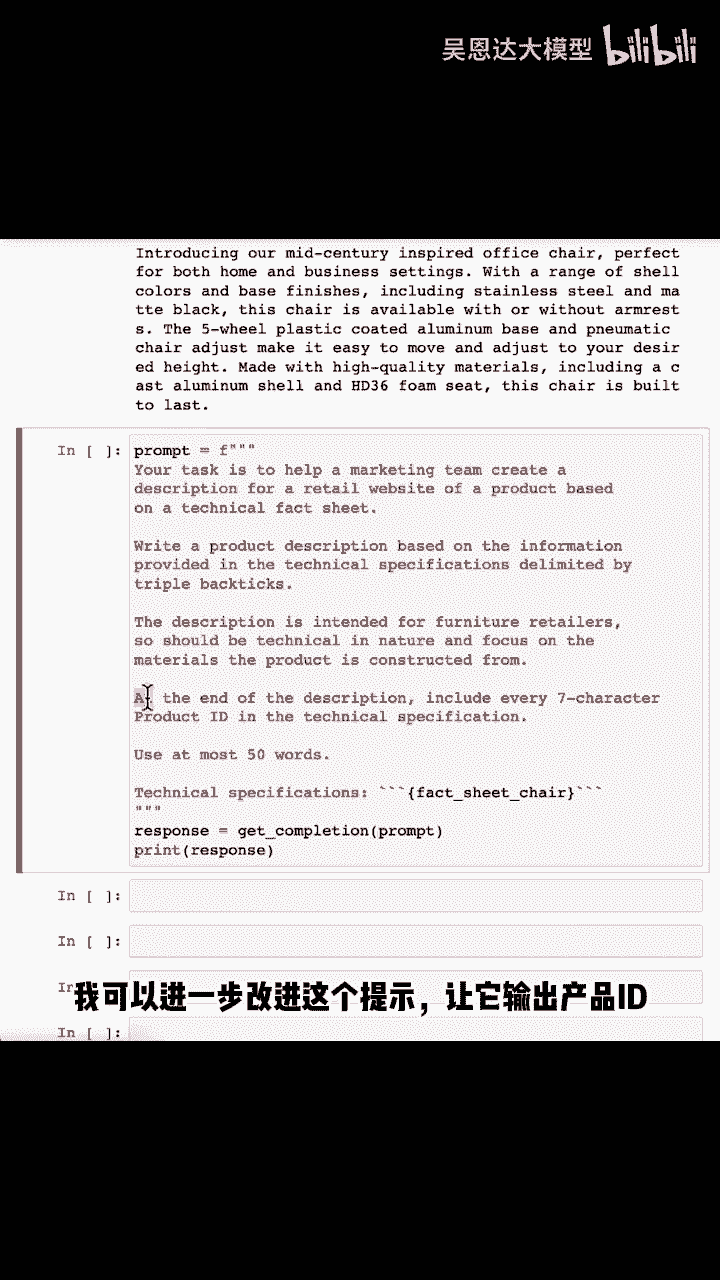 吴恩达大模型 bilibili
Introducing our mid-century inspired office chair, perfect
for both home and business settings. With a range of shell
colors and base finishes, including stainless steel and ma
tte black, this chair is available with or without armrest
s. The 5-wheel plastic coated aluminum base and pneumatic
chair adjust make it easy to move and adjust to your desir
ed height. Made with high-quality materials, including a c
ast aluminum shell and HD36 foam seat, this chair is built
to last.
In [ ]: prompt = f"""
Your task is to help a marketing team create a
description for a retail website of a product based
on a technical fact sheet.
Write a product description based on the information
provided in the technical specifications delimited by
triple backticks.
The description is intended for furniture retailers,
so should be technical in nature and focus on the
materials the product is constructed from.
At the end of the description, include every 7-character
Product ID in the technical specification.
Use at most 50 words.
Technical specifications: ```{fact_sheet_chair}```
"""
response = get_completion(prompt)
print(response)
In [ ]:
In [ ]:
In
我可以进一步改进这个提示，让它输出产品ID
In [ ]: